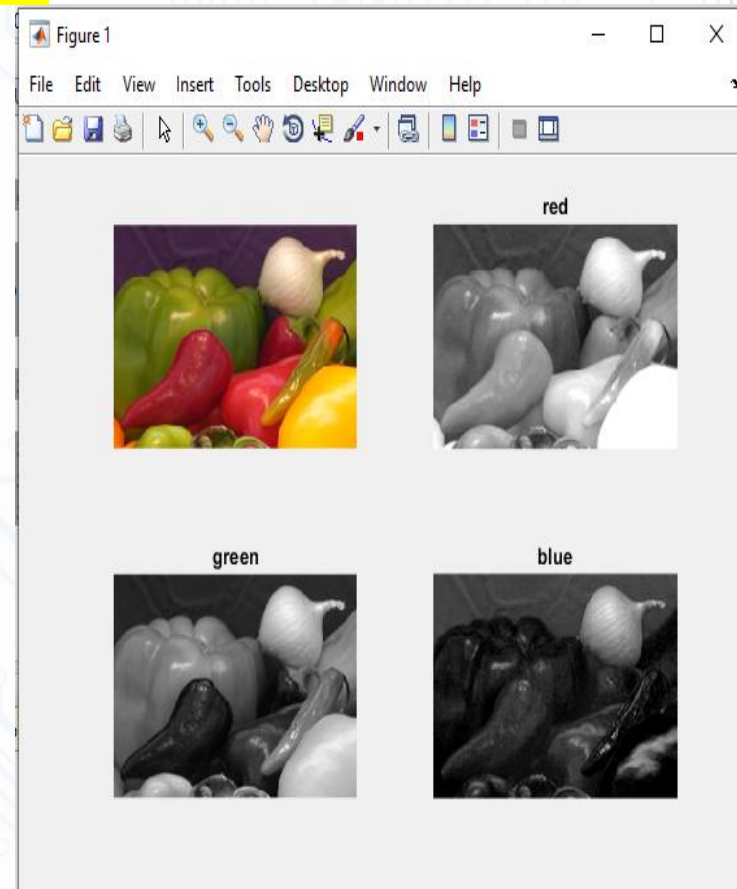 Figure 1
File Edit View Insert Tools Desktop Window Help
red
green
blue